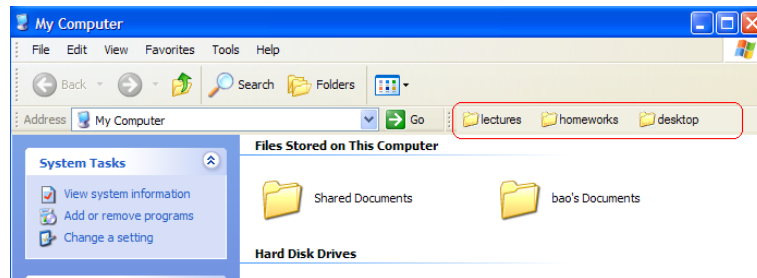 My Computer
File Edit View Favorites Tools Help
Back Search Folders
Address My Computer Go lectures homeworks desktop
Files Stored on This Computer
System Tasks
View system information
Shared Documents bao's Documents
Add or remove programs
Change a setting
Hard Disk Drives